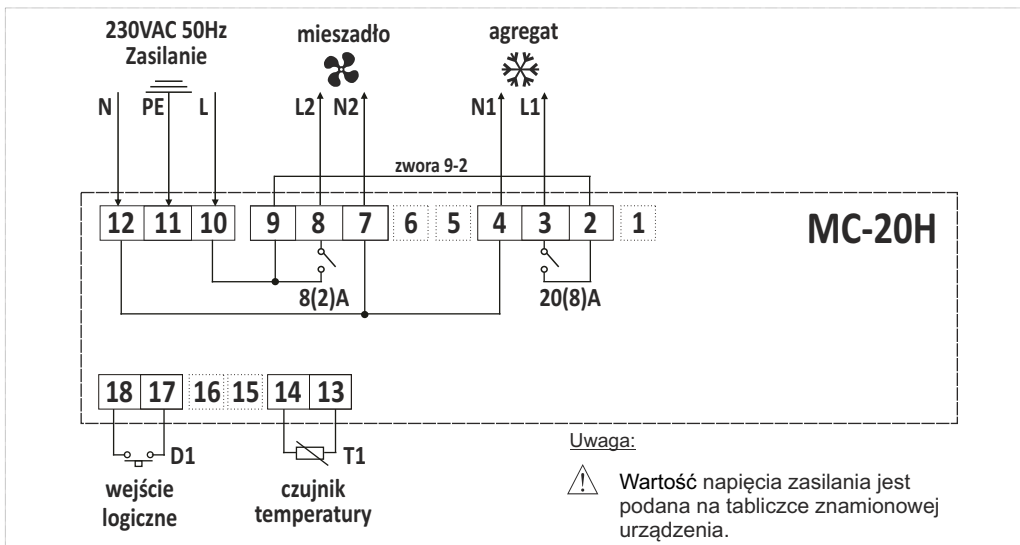 230VAC 50Hz
Zasilanie
mieszadło
agregat
N PE L L2 N2 N1 L1
zwora 9-2
12 11 10 9 8 7 6 5 4 3 2 1
MC-20H
8(2)A
20(8)A
18 17 16 15 14 13
D1
T1
wejście
logiczne
czujnik
temperatury
Uwaga:
Wartość napięcia zasilania jest
podana na tabliczce znamionowej
urządzenia.